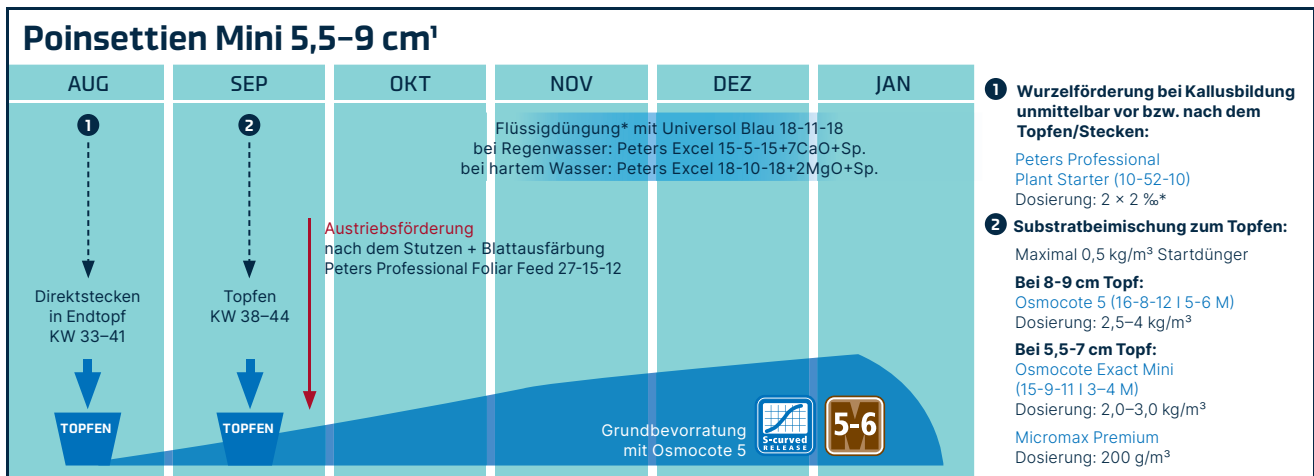 Poinsettien Mini 5,5–9 cm¹
AUG
SEP
OKT
NOV
DEZ
JAN
1
2
Flüssigdüngung* mit Universol Blau 18-11-18
bei Regenwasser: Peters Excel 15-5-15+7CaO+Sp.
bei hartem Wasser: Peters Excel 18-10-18+2MgO+Sp.
Austriebsförderung
nach dem Stutzen + Blattausfärbung
Peters Professional Foliar Feed 27-15-12
Direktstecken
in Endtopf
KW 33–41
Topfen
KW 38–44
TOPFEN
TOPFEN
Grundbevorratung
mit Osmocote 5
S-curved
RELEASE
M
5-6
1 Wurzelförderung bei Kallusbildung
unmittelbar vor bzw. nach dem
Topfen/Stecken:
Peters Professional
Plant Starter (10-52-10)
Dosierung: 2 × 2 ‰*
2 Substratbeimischung zum Topfen:
Maximal 0,5 kg/m³ Startdünger
Bei 8-9 cm Topf:
Osmocote 5 (16-8-12 I 5-6 M)
Dosierung: 2,5–4 kg/m³
Bei 5,5-7 cm Topf:
Osmocote Exact Mini
(15-9-11 I 3–4 M)
Dosierung: 2,0–3,0 kg/m³
Micromax Premium
Dosierung: 200 g/m³